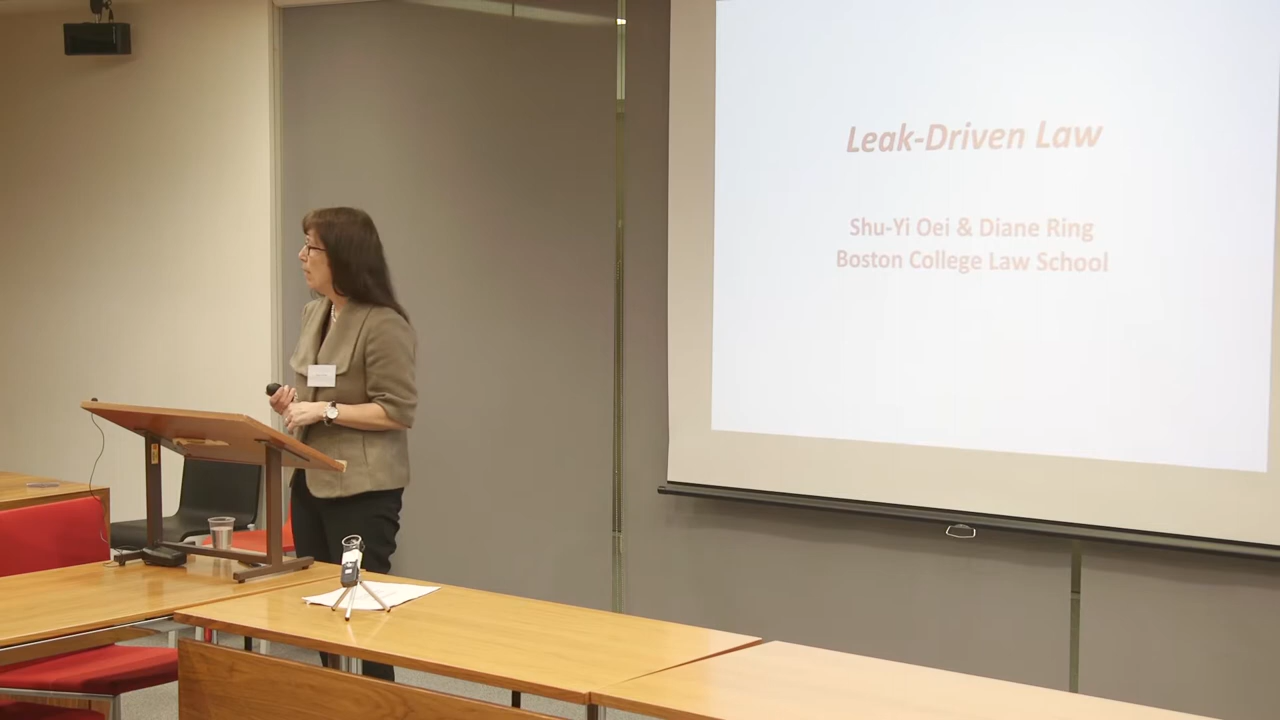 Leak-Driven Law
Shu-Yi Oei & Diane Ring
Boston College Law School